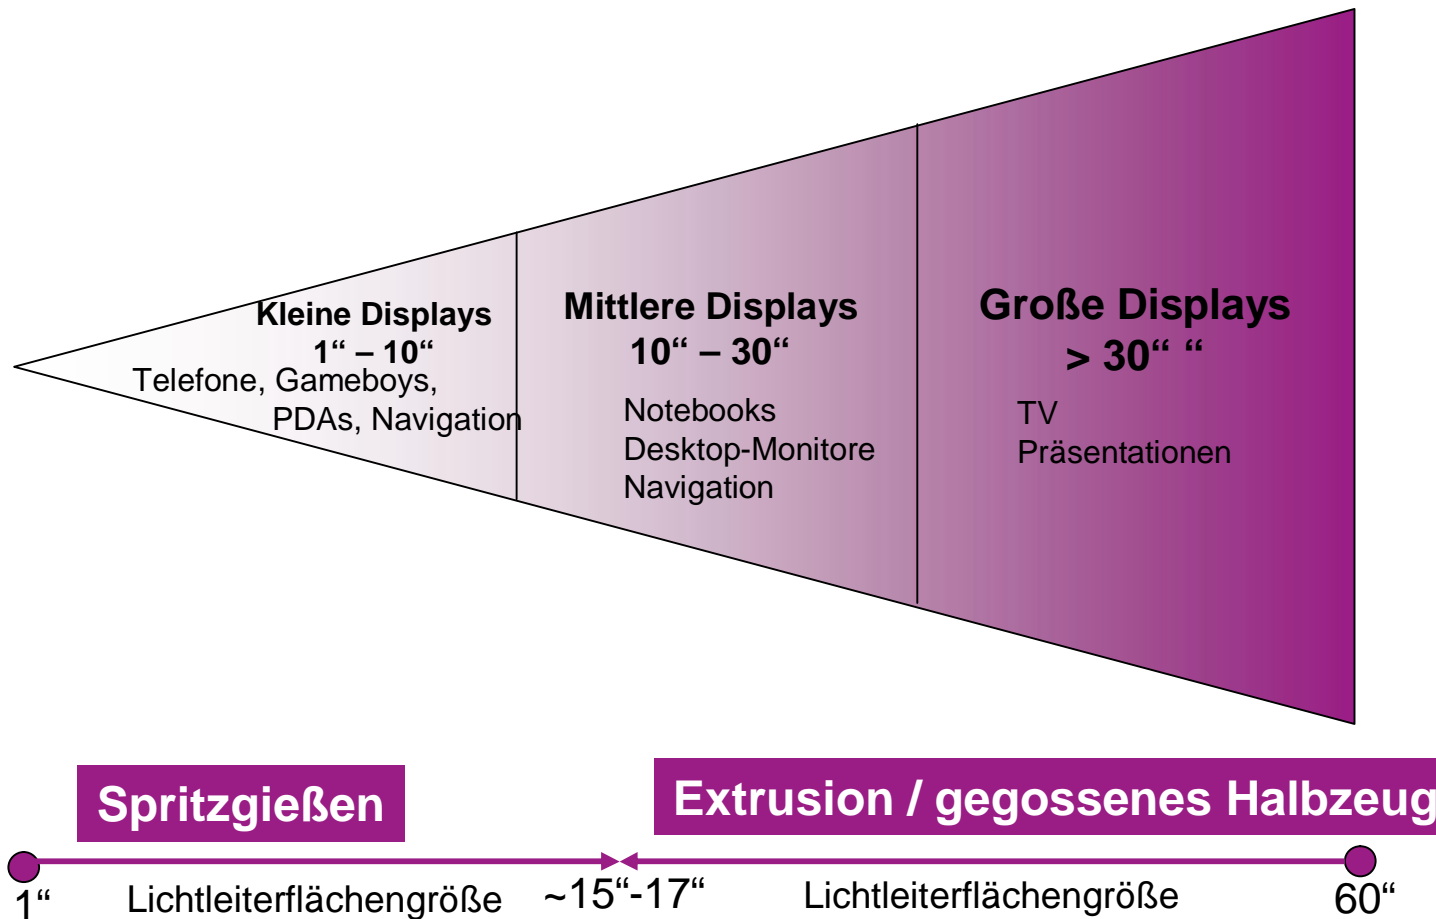 Kleine Displays
1“ – 10“
Telefone, Gameboys,
PDAs, Navigation
Mittlere Displays
10“ – 30“
Notebooks
Desktop-Monitore
Navigation
Große Displays
> 30“ “
TV
Präsentationen
Spritzgießen
Extrusion / gegossenes Halbzeug
1“
Lichtleiterflächengröße
~15“-17“
Lichtleiterflächengröße
60“